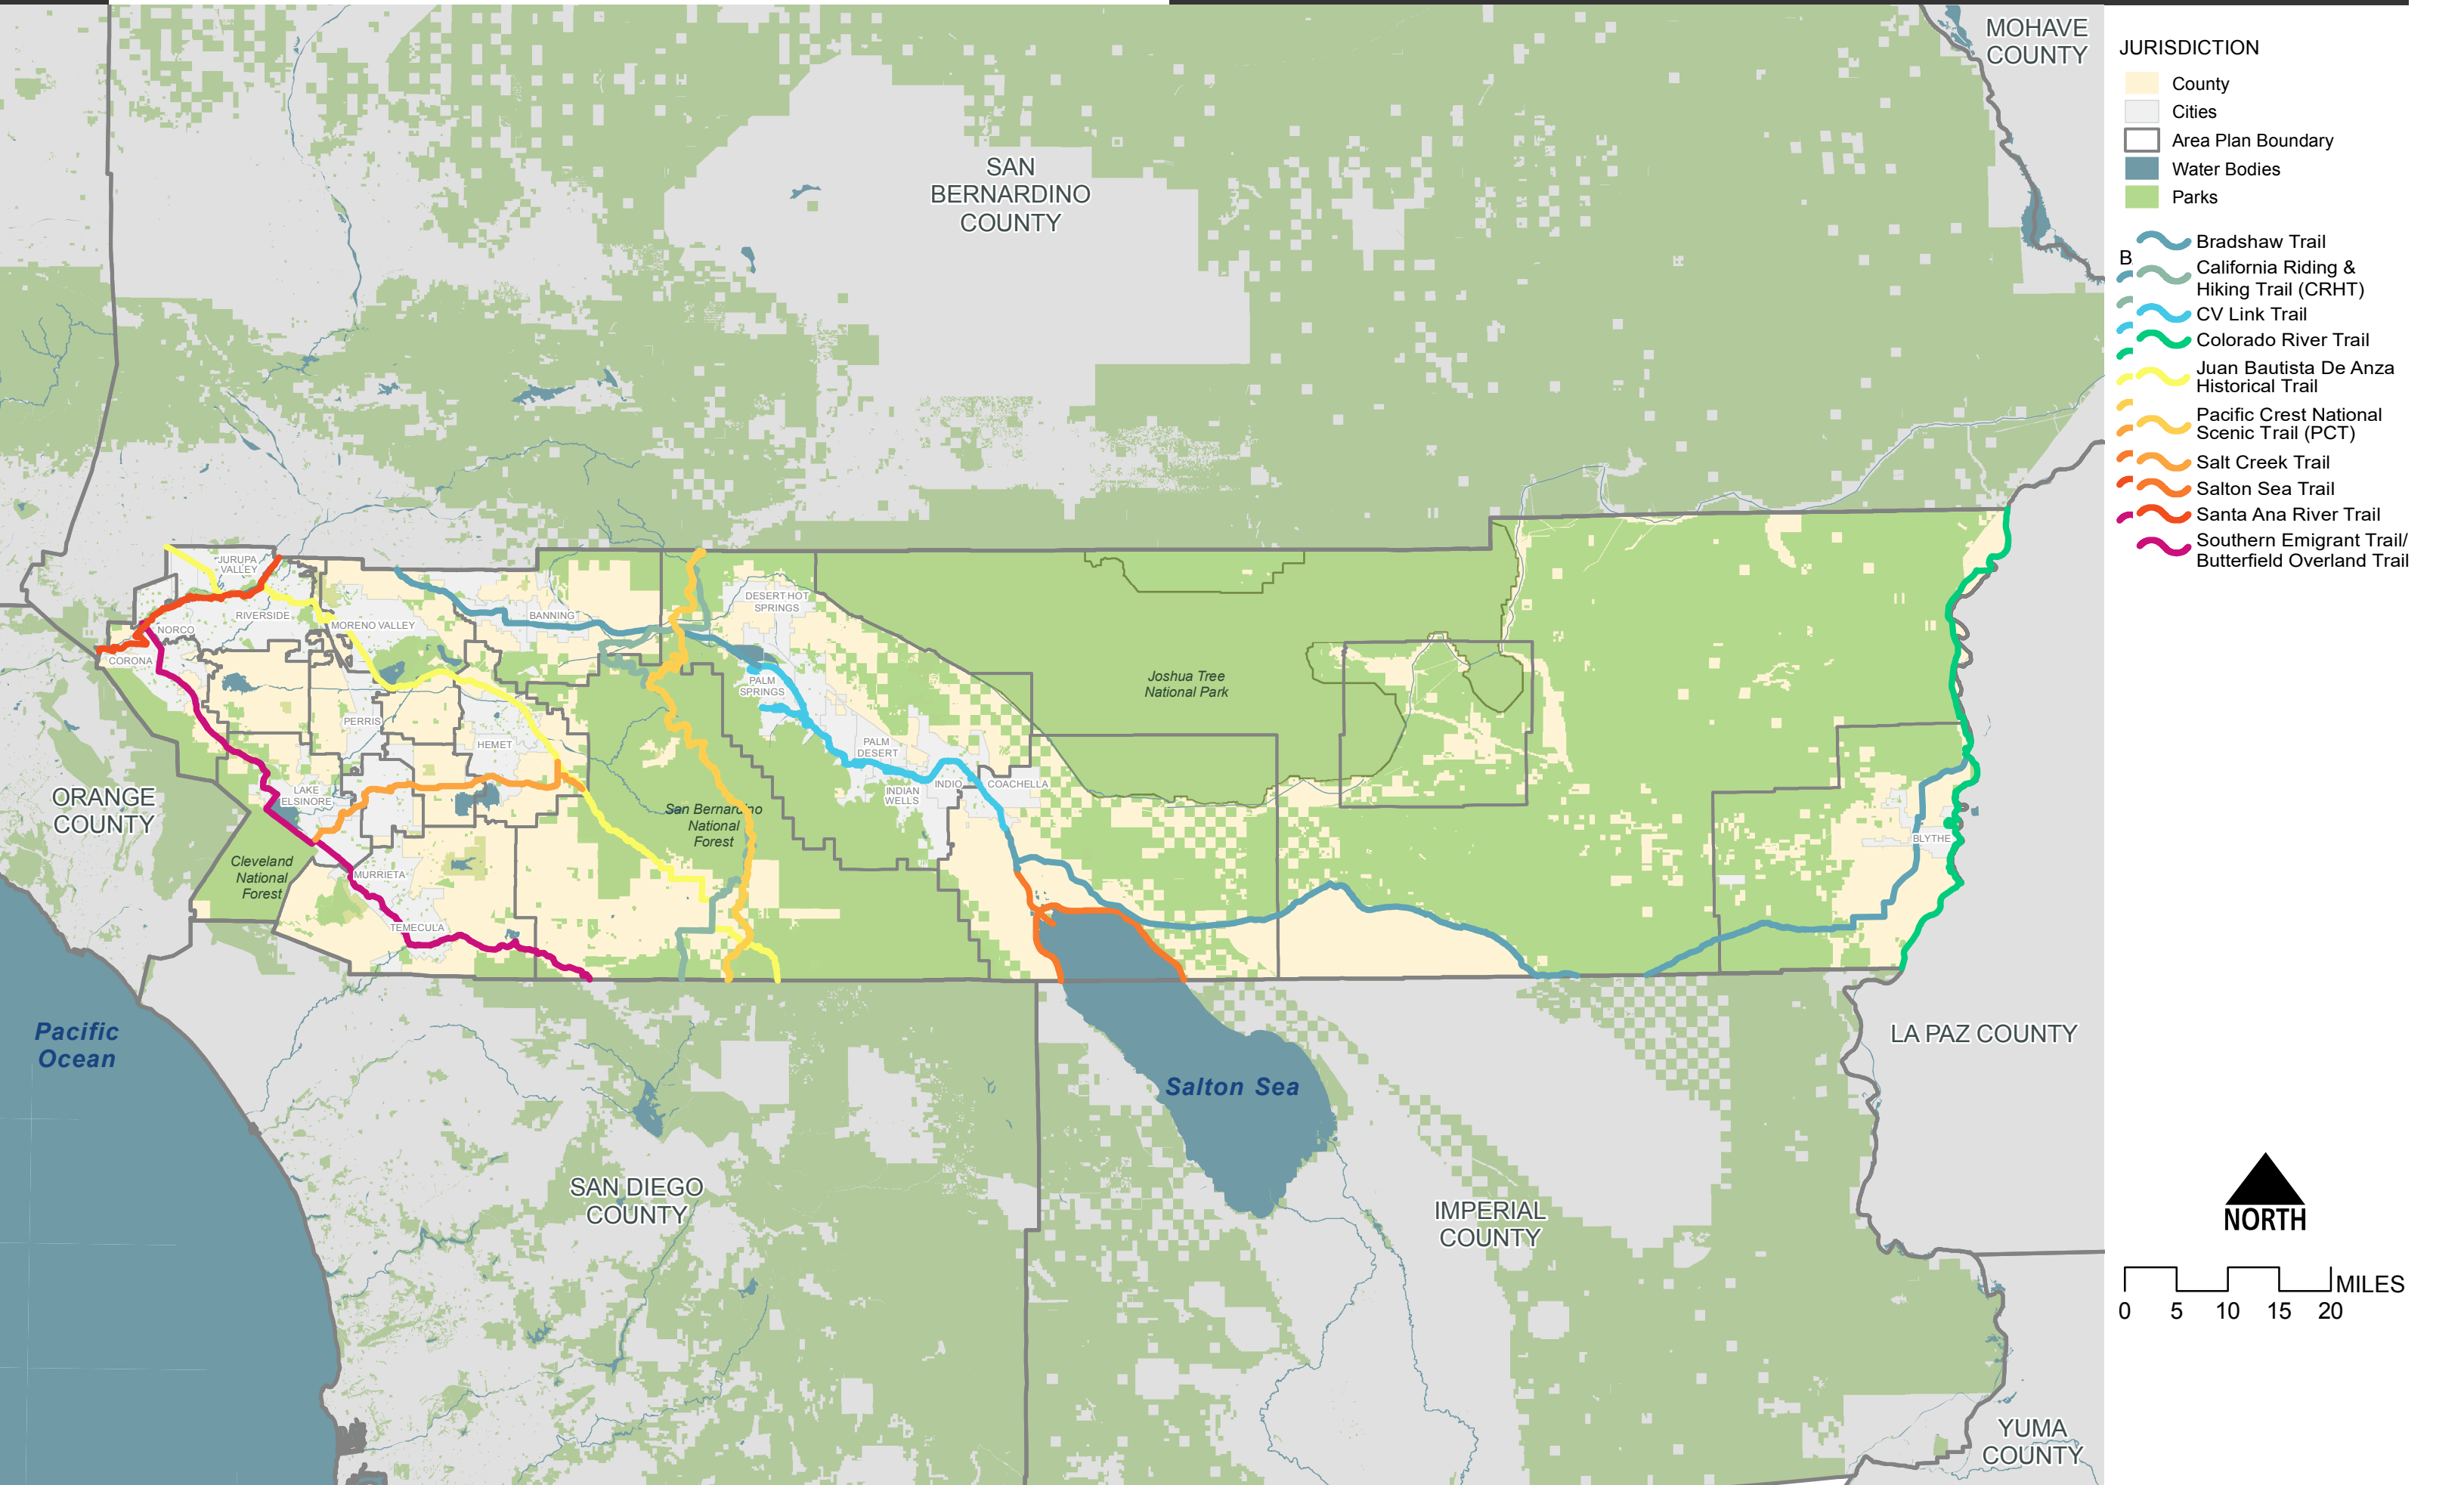 MOHAVE
COUNTY
SAN
BERNARDINO
COUNTY
JURUPA
VALLEY
RIVERSIDE
NORCO
CORONA
MORENO VALLEY
BANNING
DESERT HOT
SPRINGS
PALM
SPRINGS
PERRIS
HEMET
LAKE
ELSINORE
PALM
DESERT
INDIAN
WELLS
INDIO
COACHELLA
Joshua Tree
National Park
San Bernardino
National
Forest
ORANGE
COUNTY
Cleveland
National
Forest
MURRIETA
TEMECULA
BLYTHE
Pacific
Ocean
Salton Sea
LA PAZ COUNTY
SAN DIEGO
COUNTY
IMPERIAL
COUNTY
YUMA
COUNTY
JURISDICTION
County
Cities
Area Plan Boundary
Water Bodies
Parks
B
Bradshaw Trail
California Riding &
Hiking Trail (CRHT)
CV Link Trail
Colorado River Trail
Juan Bautista De Anza
Historical Trail
Pacific Crest National
Scenic Trail (PCT)
Salt Creek Trail
Salton Sea Trail
Santa Ana River Trail
Southern Emigrant Trail/
Butterfield Overland Trail
NORTH
MILES
0 5 10 15 20